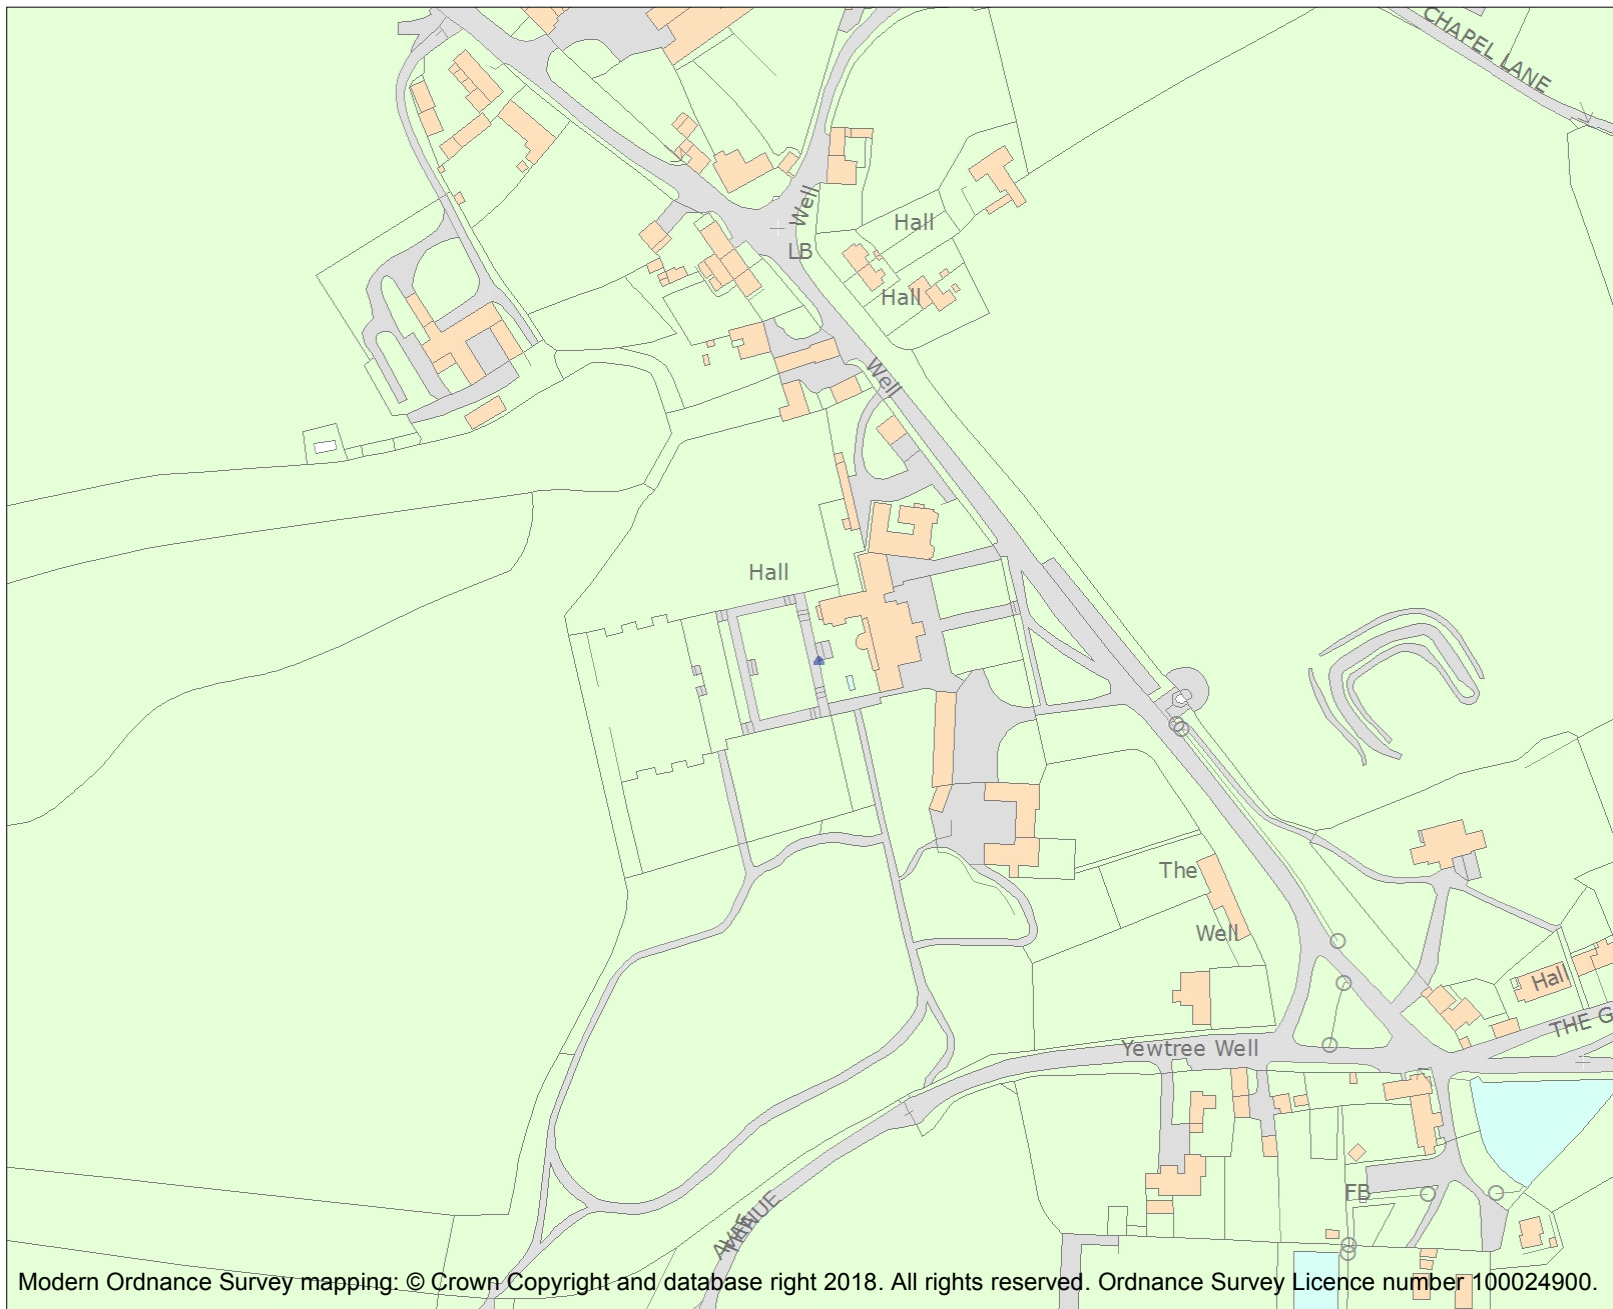 CHAPEL LANE
Well
Hall
LB
Hall
Well
Hall
The
Well
Hall
THE G
Yewtree Well
FB
Modern Ordnance Survey mapping: © Crown Copyright and database right 2018. All rights reserved. Ordnance Survey Licence number 100024900.